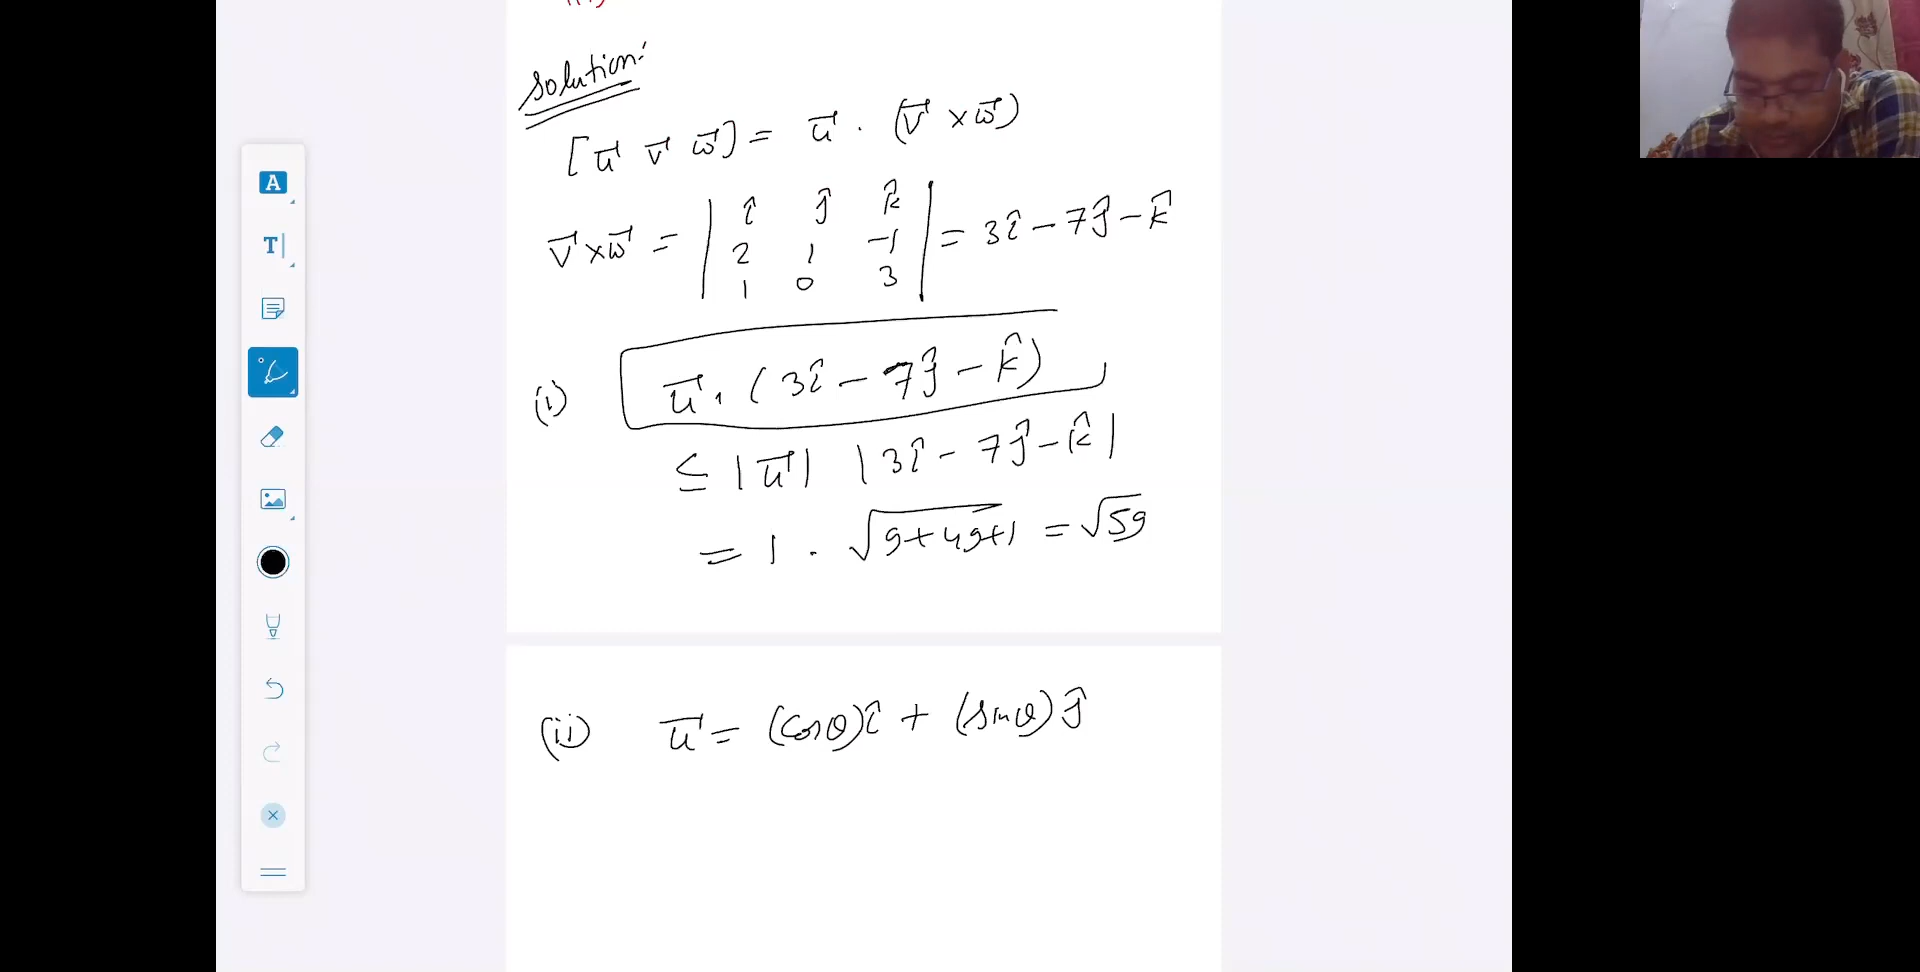 Solution:
[u⃗ v⃗ w⃗] = u⃗ . (v⃗ × w⃗)
v⃗ × w⃗ = | î ĵ k̂ |
| 2 1 -1 | = 3î - 7ĵ - k̂
| 1 0 3 |
(i) u⃗ . (3î - 7ĵ - k̂)
≤ |u⃗| |3î - 7ĵ - k̂|
= 1 . √(9+49+1) = √59
(ii) u⃗ = (cosθ)î + (sinθ)ĵ
A
T